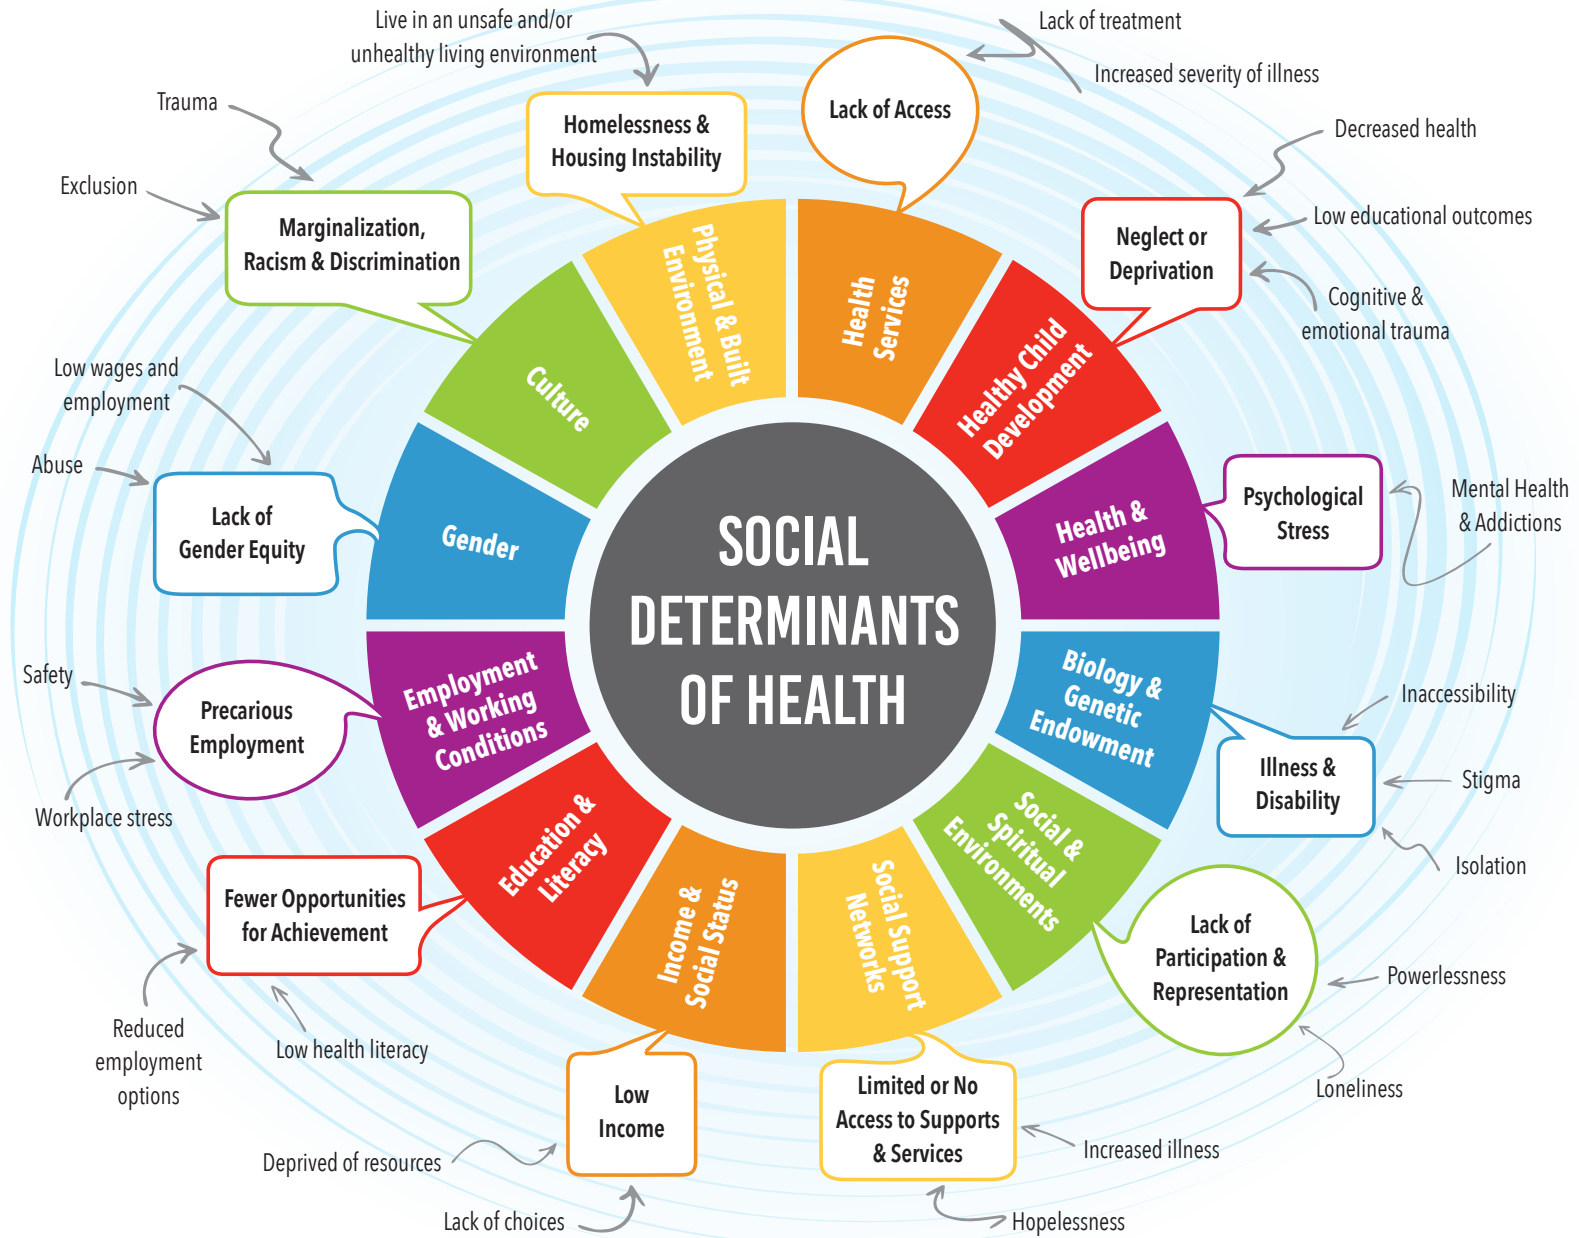 Live in an unsafe and/or
unhealthy living environment
Lack of treatment
Increased severity of illness
Trauma
Exclusion
Homelessness &
Housing Instability
Lack of Access
Decreased health
Low educational outcomes
Cognitive &
emotional trauma
Marginalization,
Racism & Discrimination
Neglect or
Deprivation
Physical & Built
Environment
Health
Services
Healthy Child
Development
Culture
Low wages and
employment
Abuse
Lack of
Gender Equity
Gender
Health &
Wellbeing
Psychological
Stress
Mental Health
& Addictions
SOCIAL
DETERMINANTS
OF HEALTH
Safety
Precarious
Employment
Workplace stress
Employment
& Working
Conditions
Biology &
Genetic
Endowment
Illness &
Disability
Inaccessibility
Stigma
Isolation
Education &
Literacy
Fewer Opportunities
for Achievement
Reduced
employment
options
Low health literacy
Income &
Social Status
Social Support
Networks
Social &
Spiritual
Environments
Lack of
Participation &
Representation
Powerlessness
Loneliness
Low
Income
Deprived of resources
Lack of choices
Limited or No
Access to Supports
& Services
Increased illness
Hopelessness